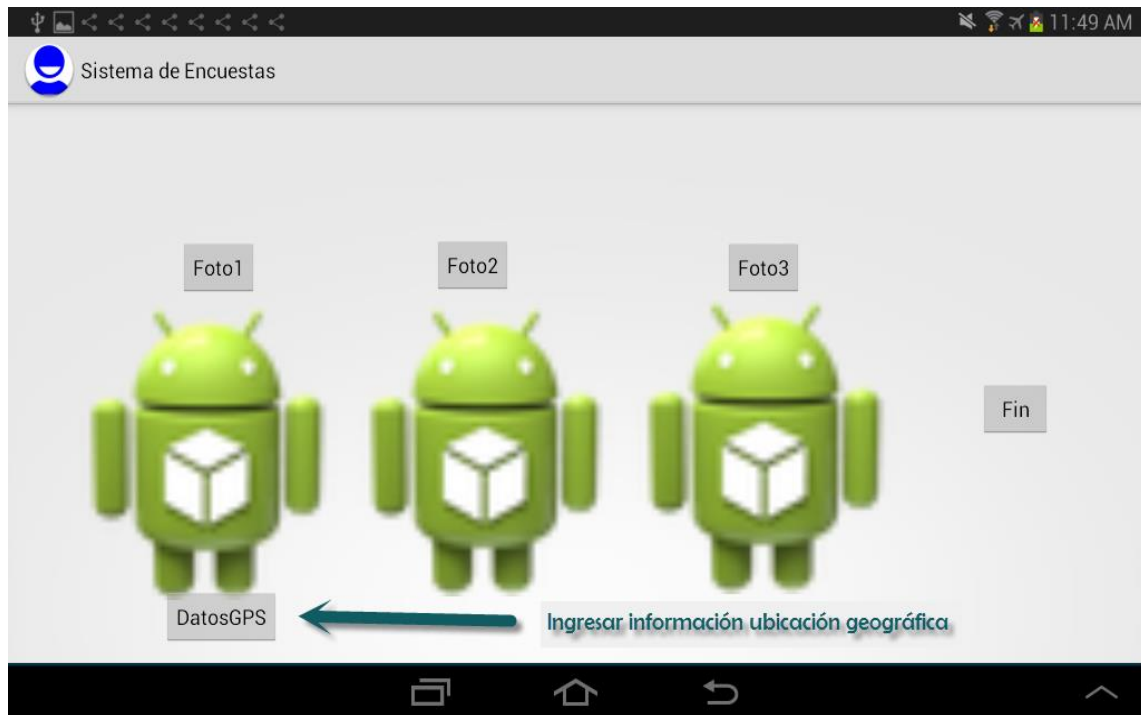 11:49 AM
Sistema de Encuestas
Foto1
Foto2
Foto3
Fin
DatosGPS
Ingresar información ubicación geográfica